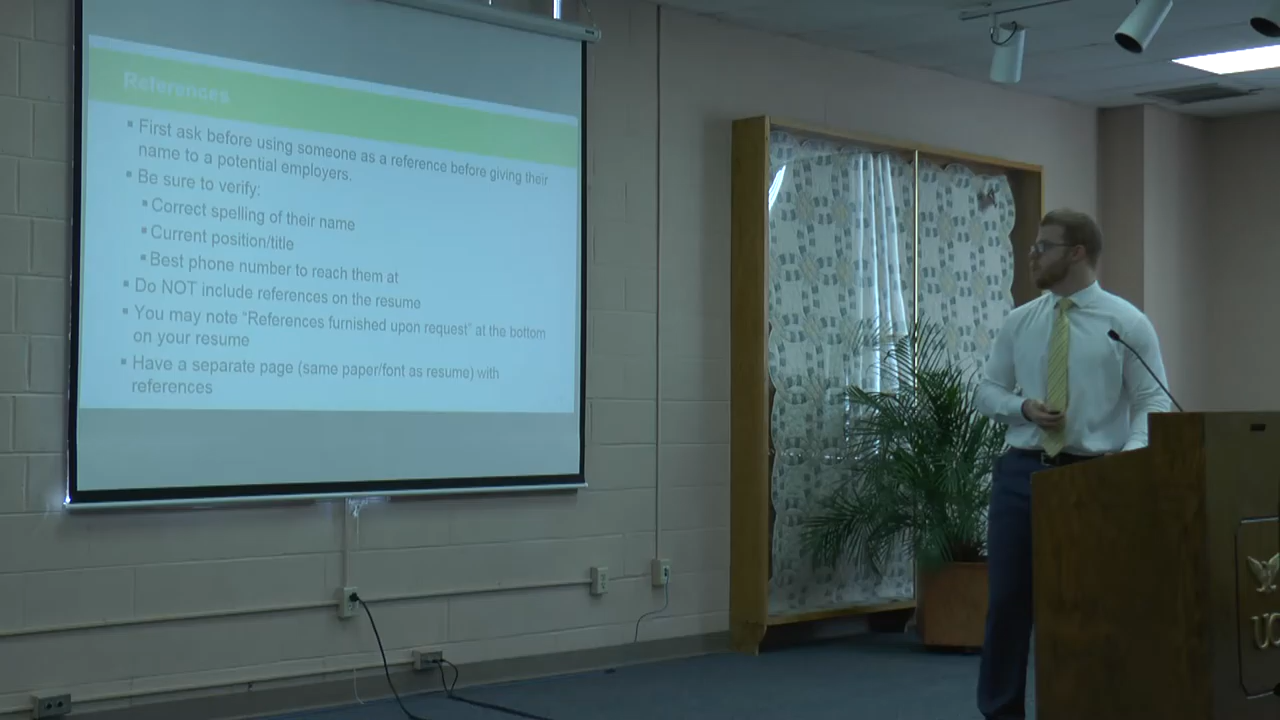 References
▪ First ask before using someone as a reference before giving their
name to a potential employers.
▪ Be sure to verify:
▪ Correct spelling of their name
▪ Current position/title
▪ Best phone number to reach them at
▪ Do NOT include references on the resume
▪ You may note “References furnished upon request” at the bottom
on your resume
▪ Have a separate page (same paper/font as resume) with
references